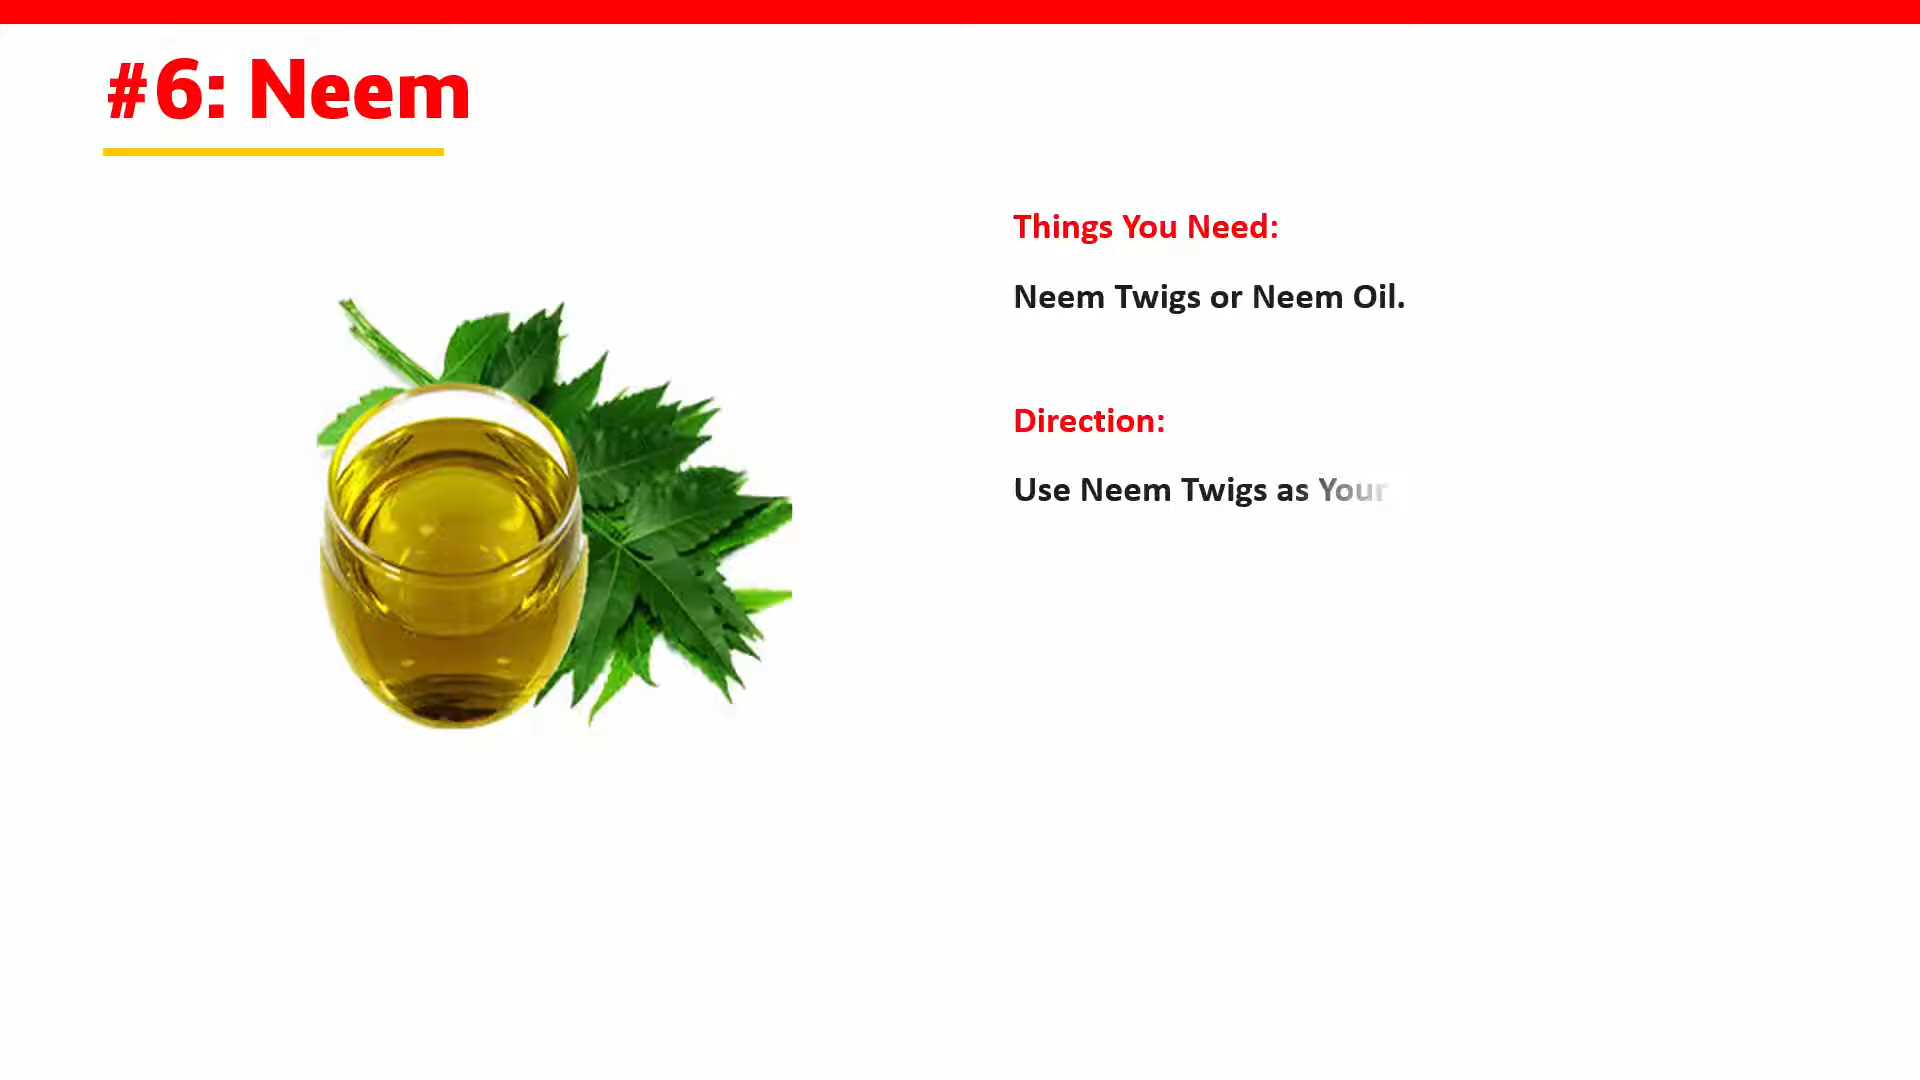 #6: Neem
Things You Need:
Neem Twigs or Neem Oil.
Direction:
Use Neem Twigs as Your